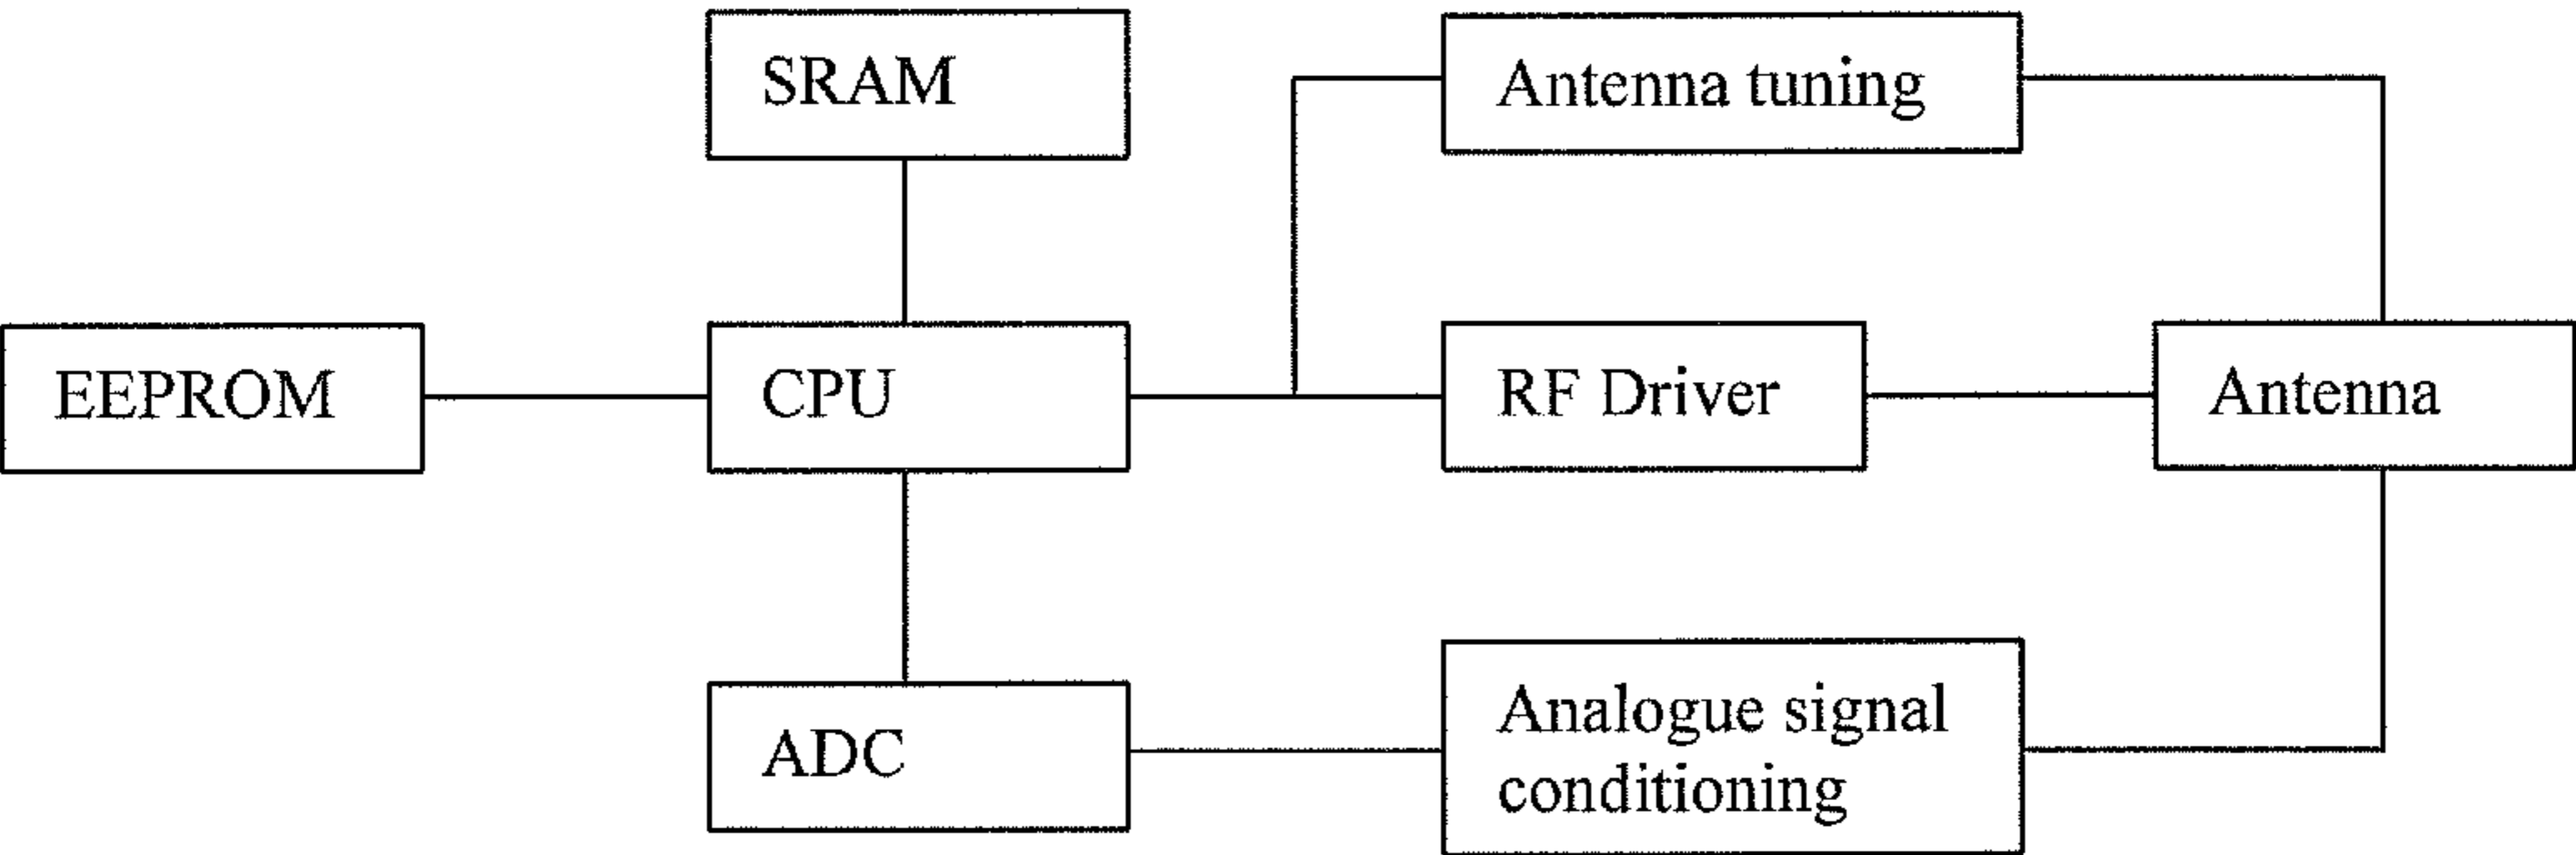 SRAM
Antenna tuning
EEPROM
CPU
RF Driver
Antenna
ADC
Analogue signal
conditioning